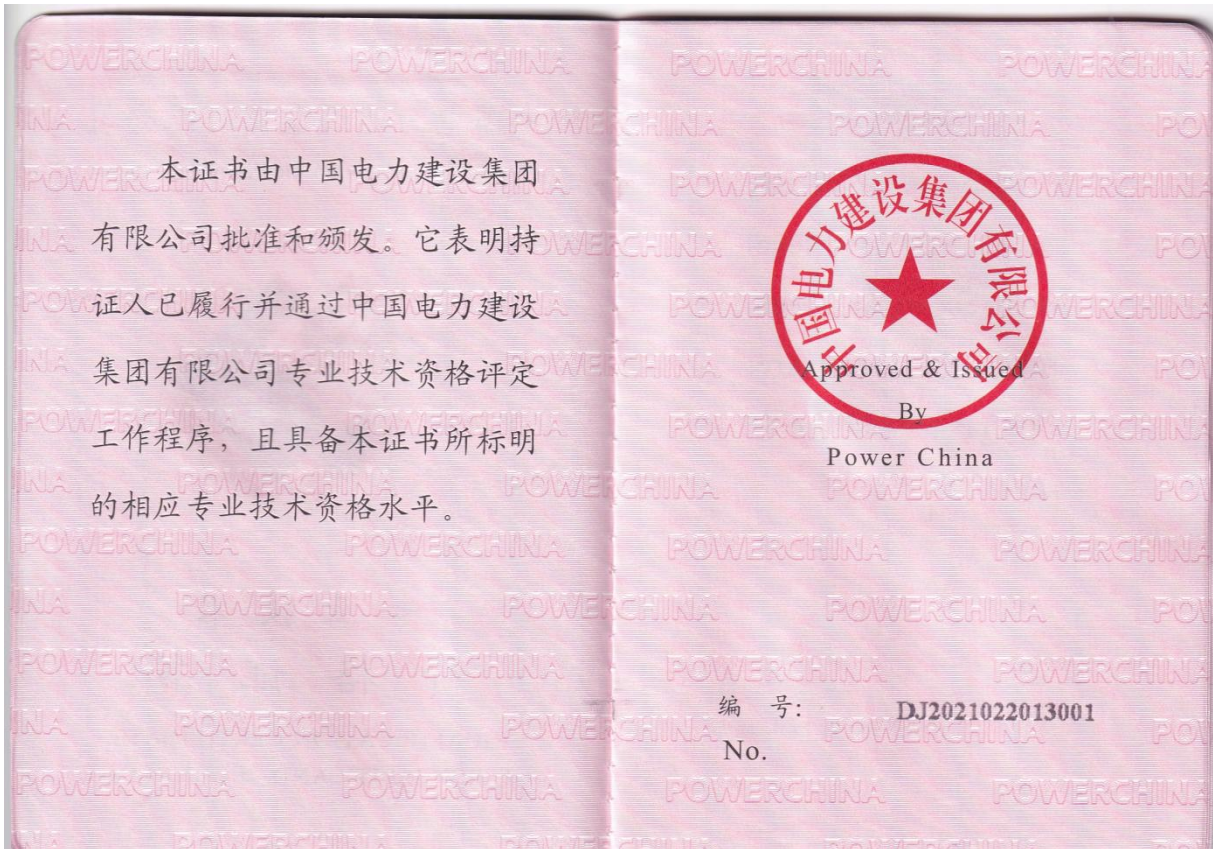 本证书由中国电力建设集团
有限公司批准和颁发。它表明持
证人已履行并通过中国电力建设
集团有限公司专业技术资格评定
工作程序，且具备本证书所标明
的相应专业技术资格水平。
中国电力建设集团有限公司
Approved & Issued
By
Power China
编 号: DJ2021022013001
No.
POWERCHINA